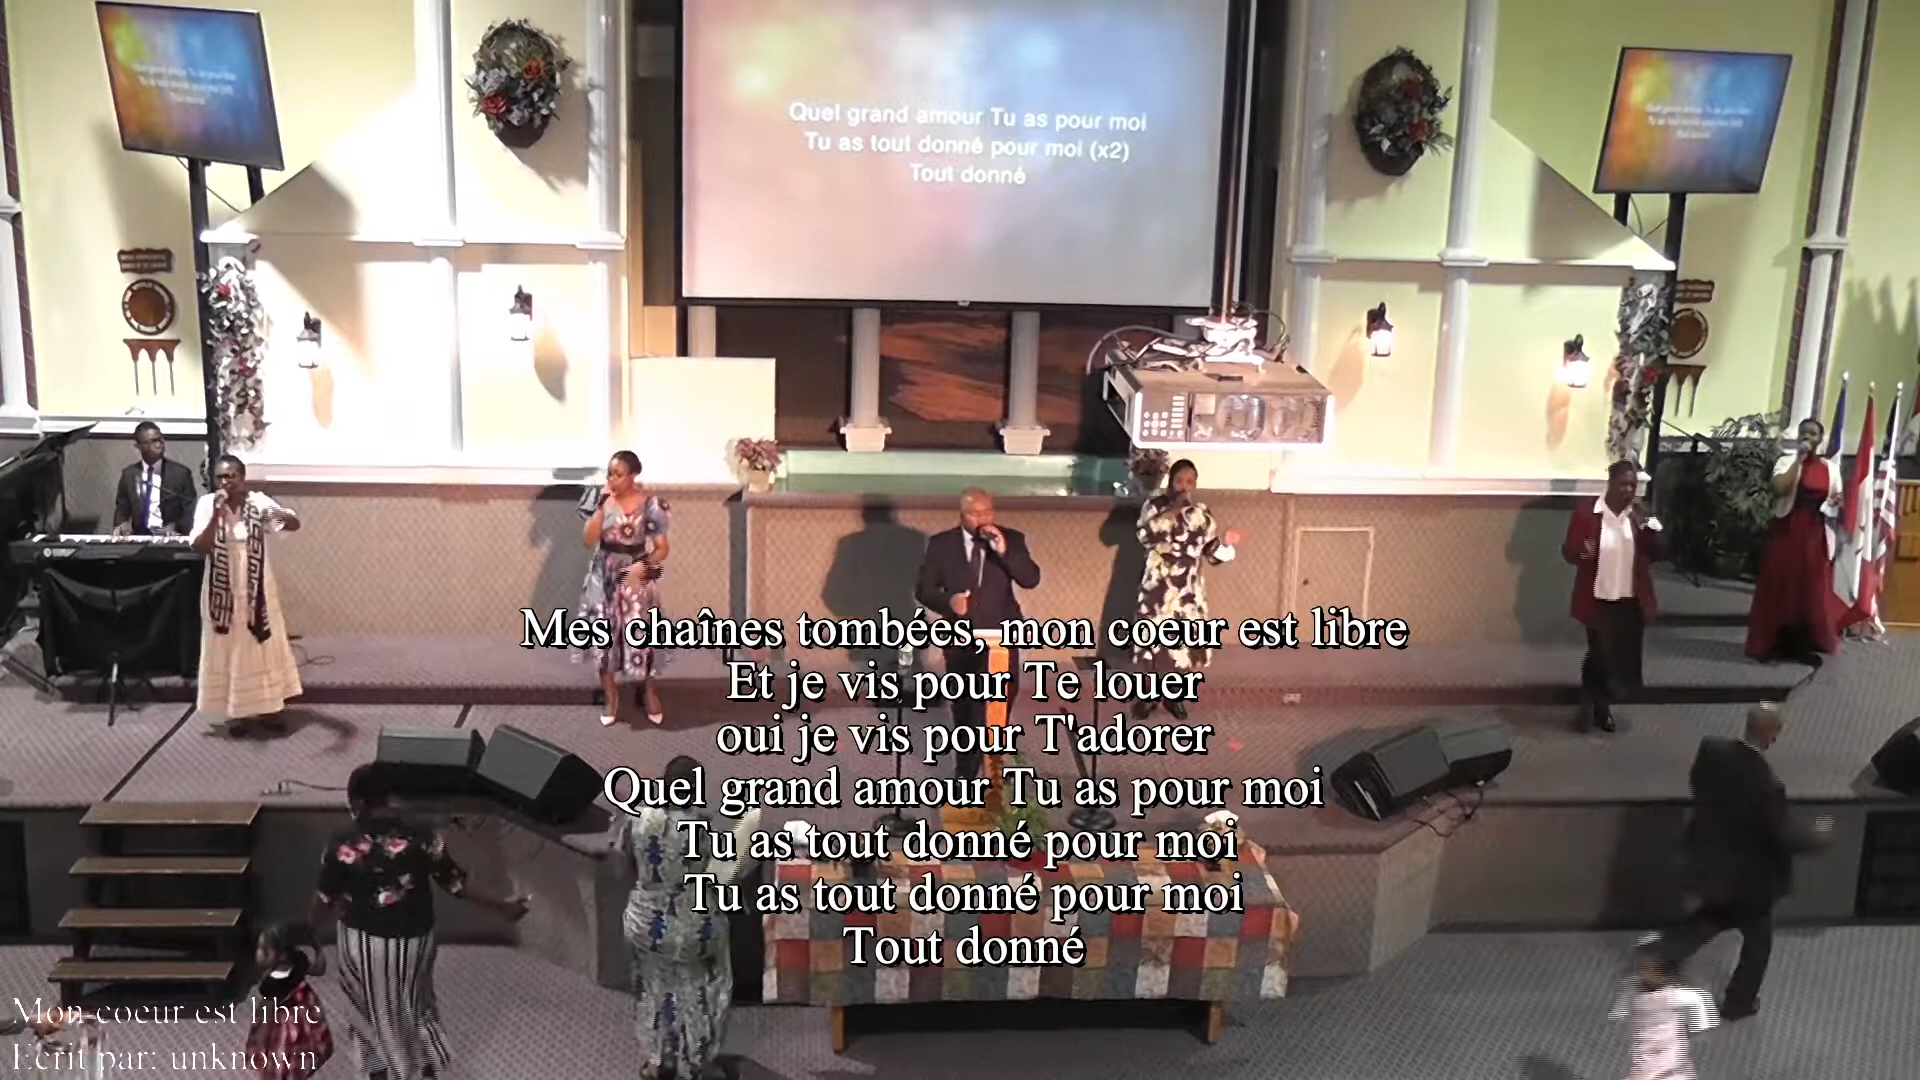 Quel grand amour Tu as pour moi
Tu as tout donné pour moi (x2)
Tout donné
Mes chaînes tombées, mon coeur est libre
Et je vis pour Te louer
oui je vis pour T'adorer
Quel grand amour Tu as pour moi
Tu as tout donné pour moi
Tu as tout donné pour moi
Tout donné
Mon coeur est libre
Ecrit par: unknown